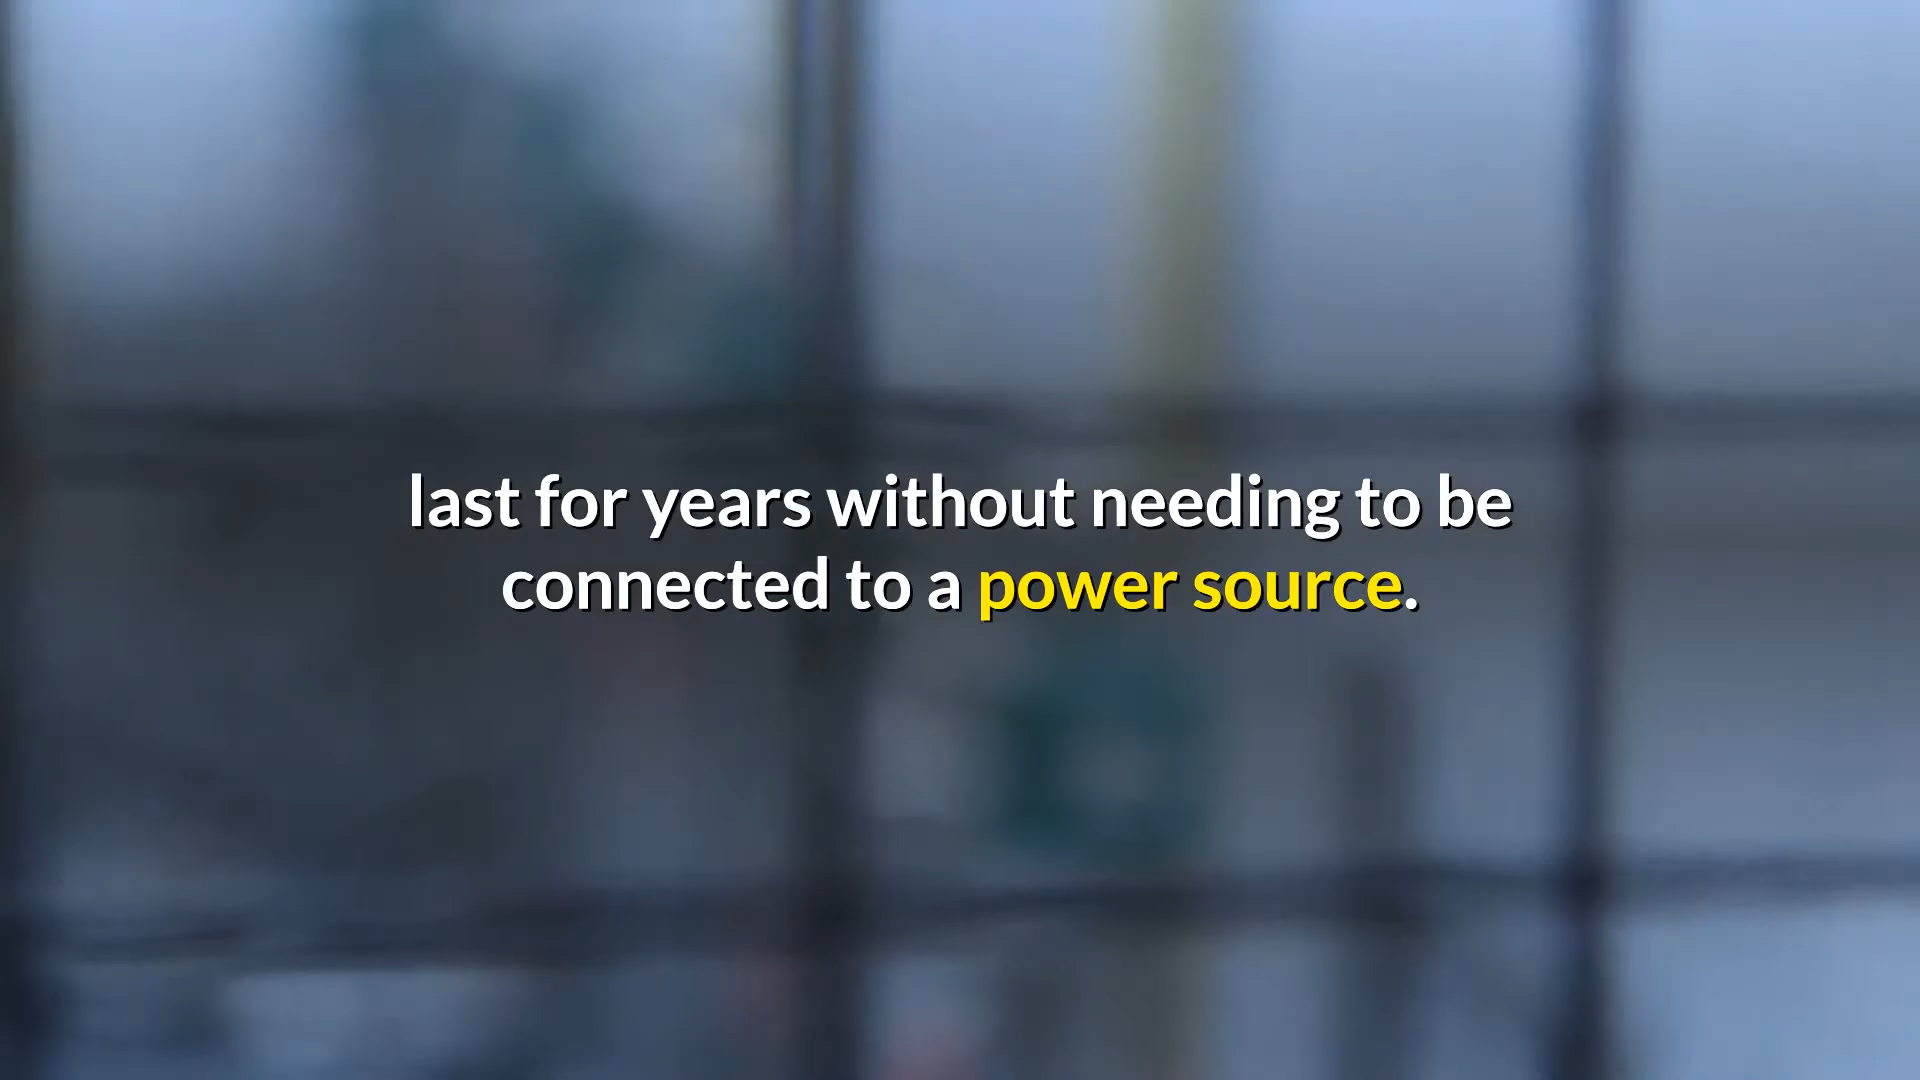 last for years without needing to be
connected to a power source.